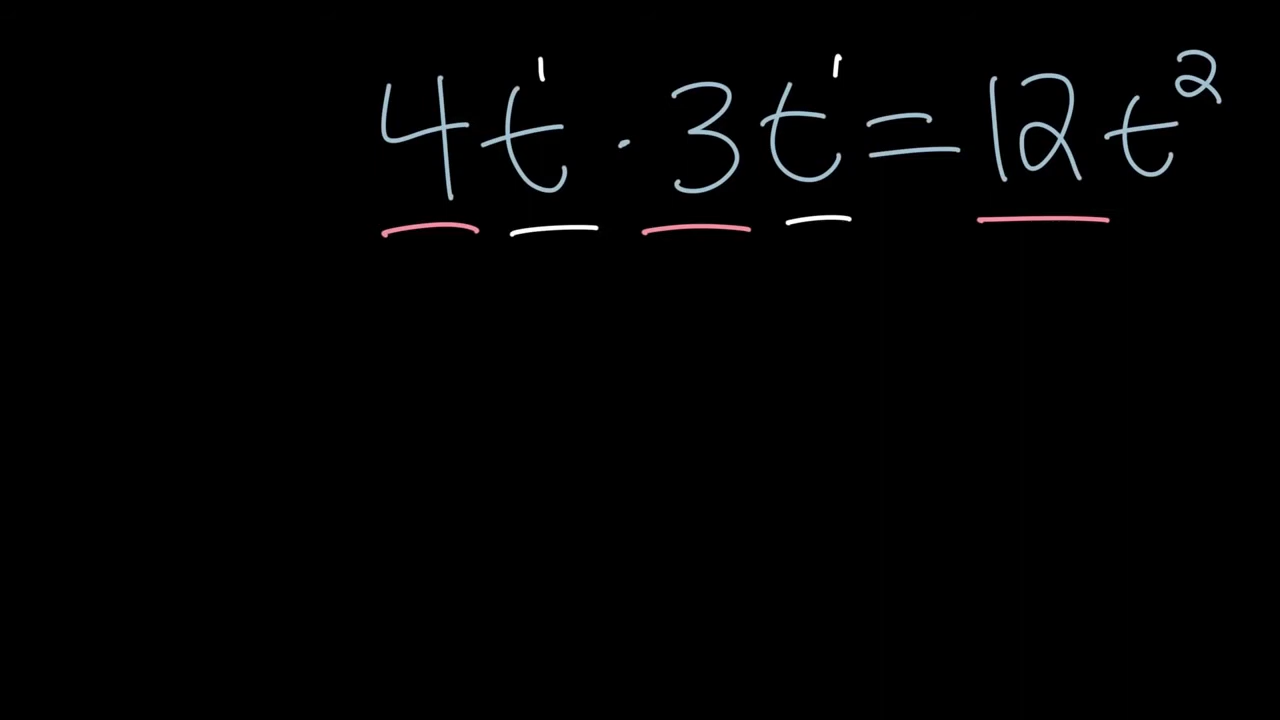 4t¹ · 3t¹ = 12t²